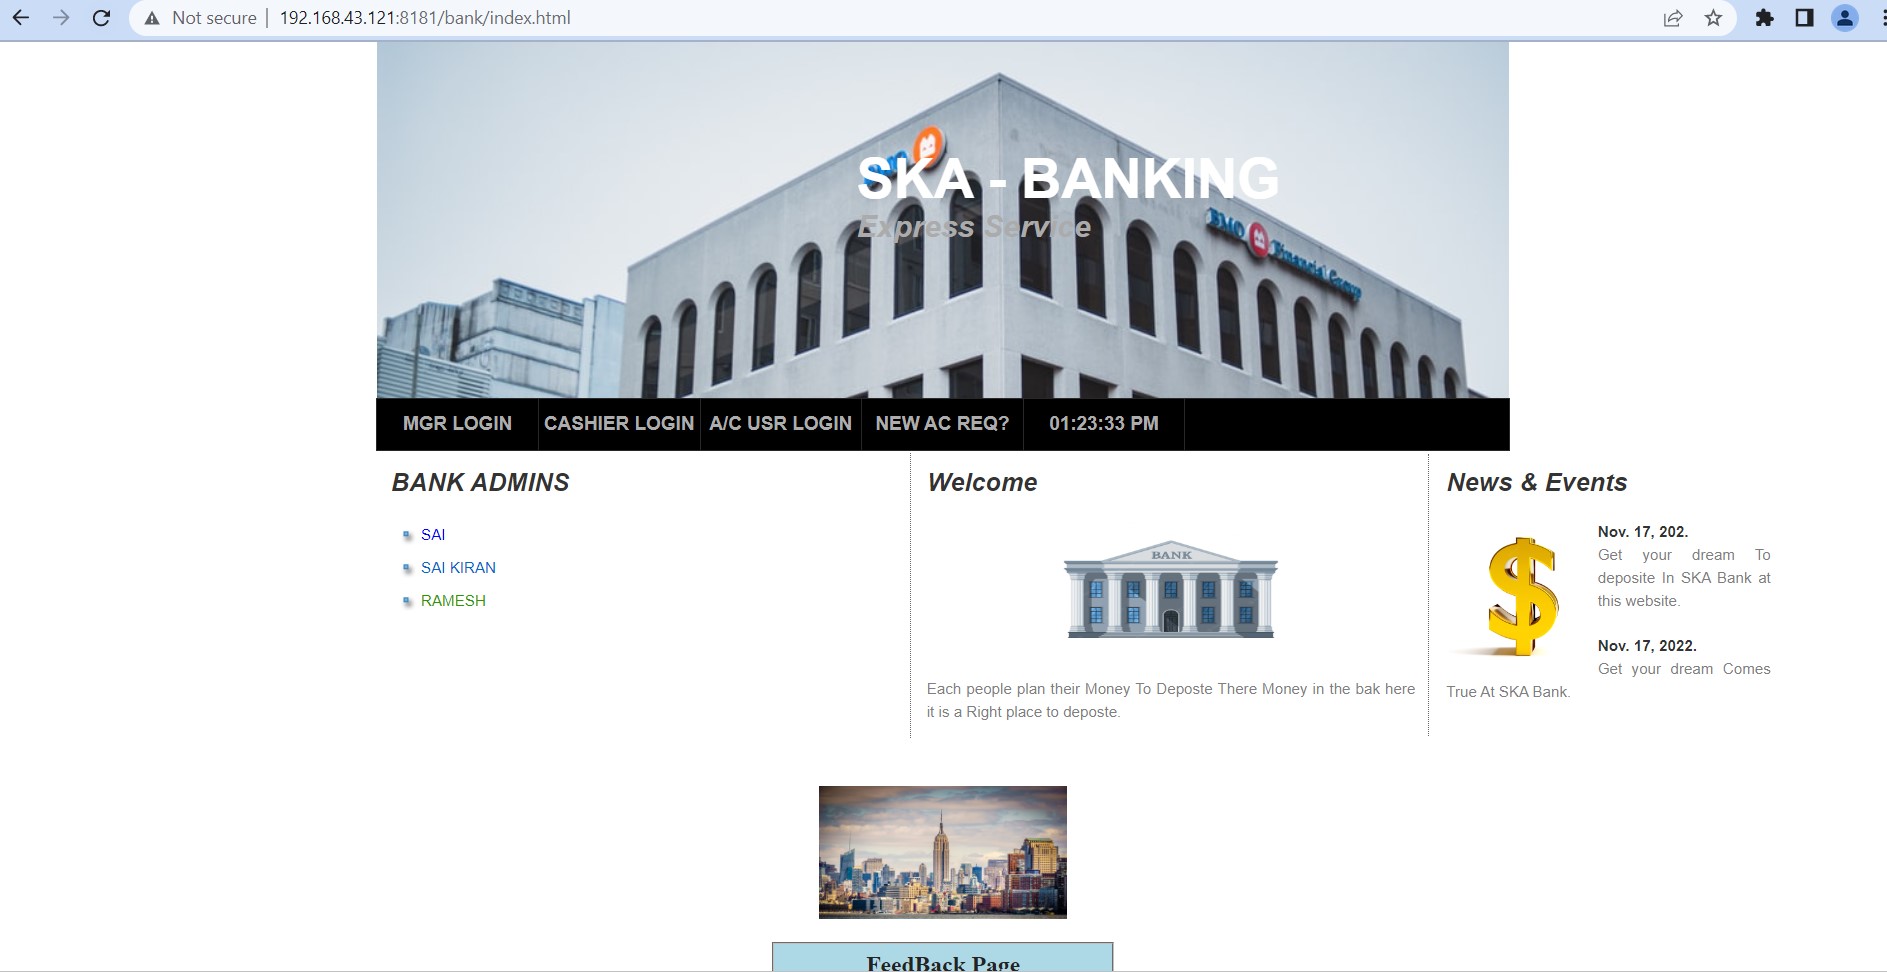 Not secure
192.168.43.121:8181/bank/index.html
SKA - BANKING
Express Service
BMO
Financial Group
MGR LOGIN
CASHIER LOGIN
A/C USR LOGIN
NEW AC REQ?
01:23:33 PM
BANK ADMINS
SAI
SAI KIRAN
RAMESH
Welcome
BANK
Each people plan their Money To Deposte There Money in the bak here
it is a Right place to deposte.
News & Events
Nov. 17, 202.
Get your dream To
deposite In SKA Bank at
this website.
Nov. 17, 2022.
Get your dream Comes
True At SKA Bank.
FeedBack Page